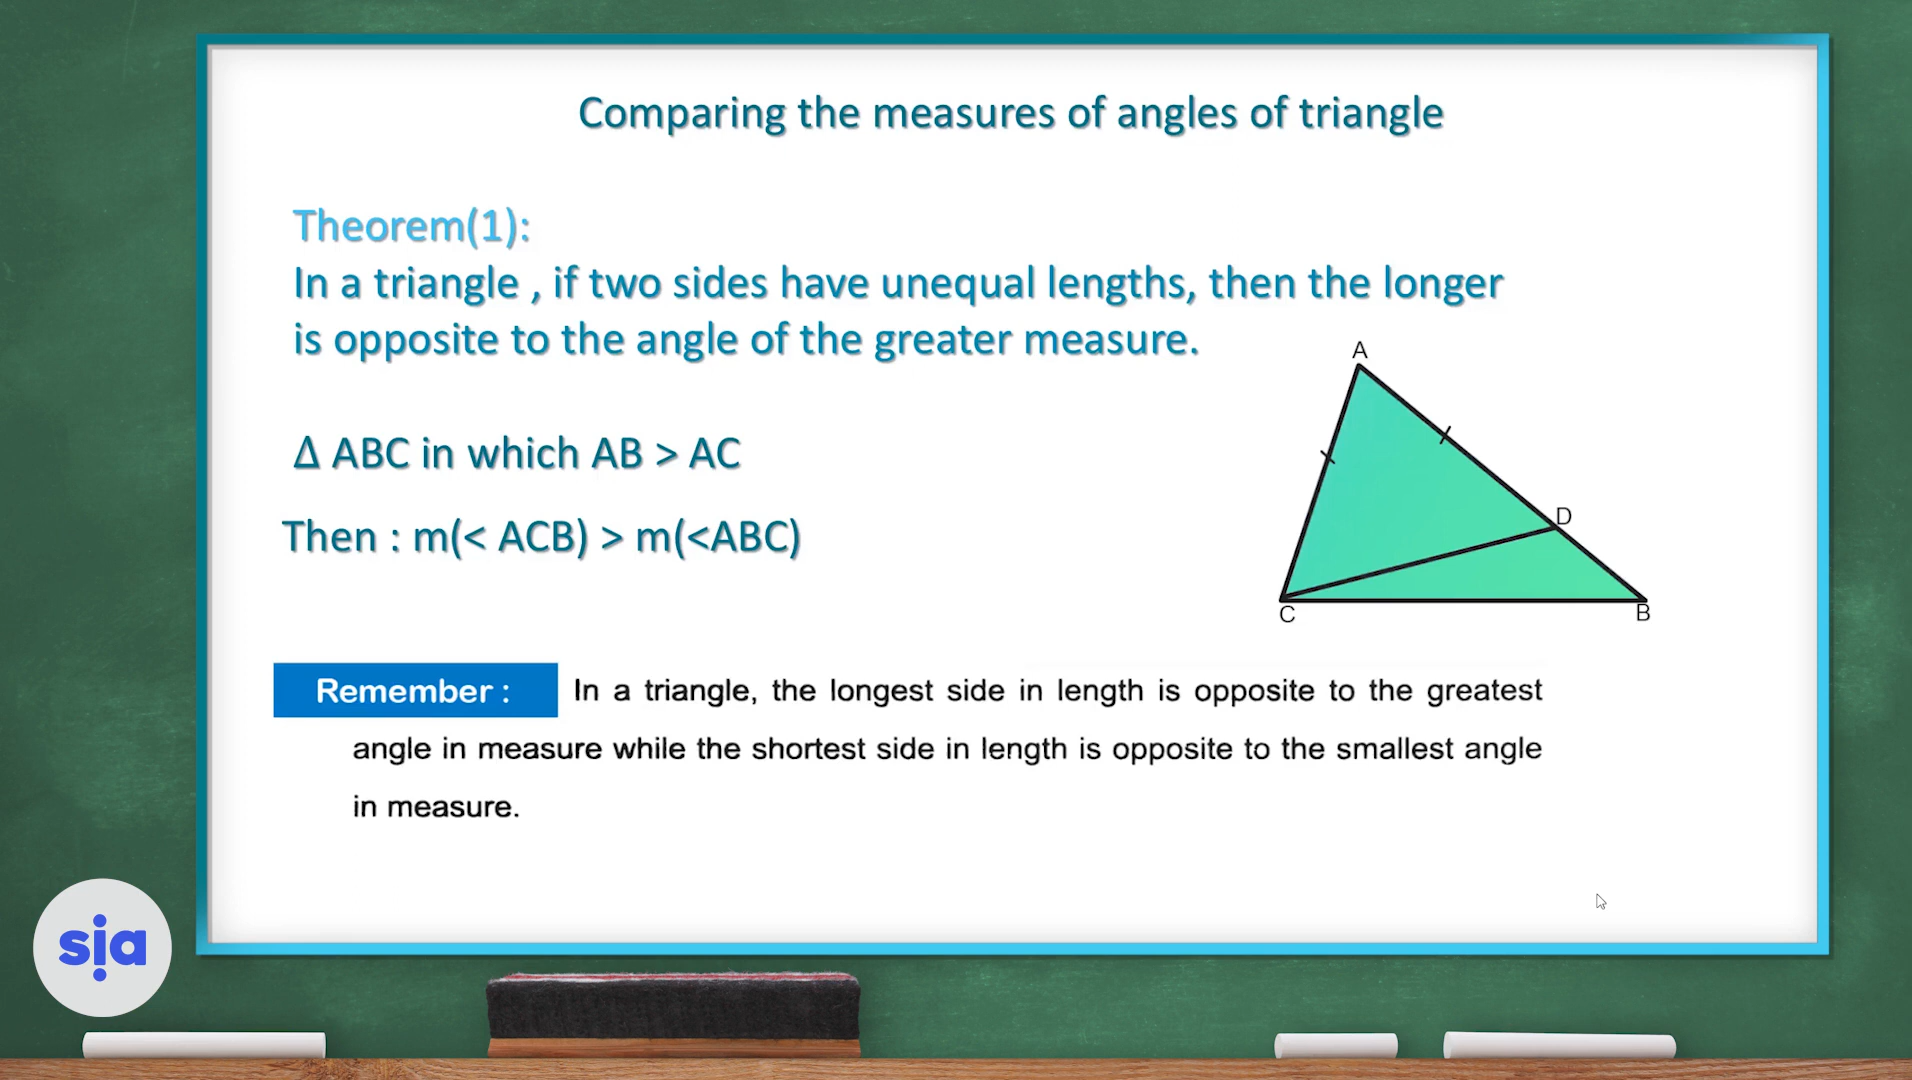 Comparing the measures of angles of triangle
Theorem(1):
In a triangle , if two sides have unequal lengths, then the longer
is opposite to the angle of the greater measure.
A
Δ ABC in which AB > AC
D
Then : m(< ACB) > m(<ABC)
C
B
Remember : In a triangle, the longest side in length is opposite to the greatest
angle in measure while the shortest side in length is opposite to the smallest angle
in measure.
sia